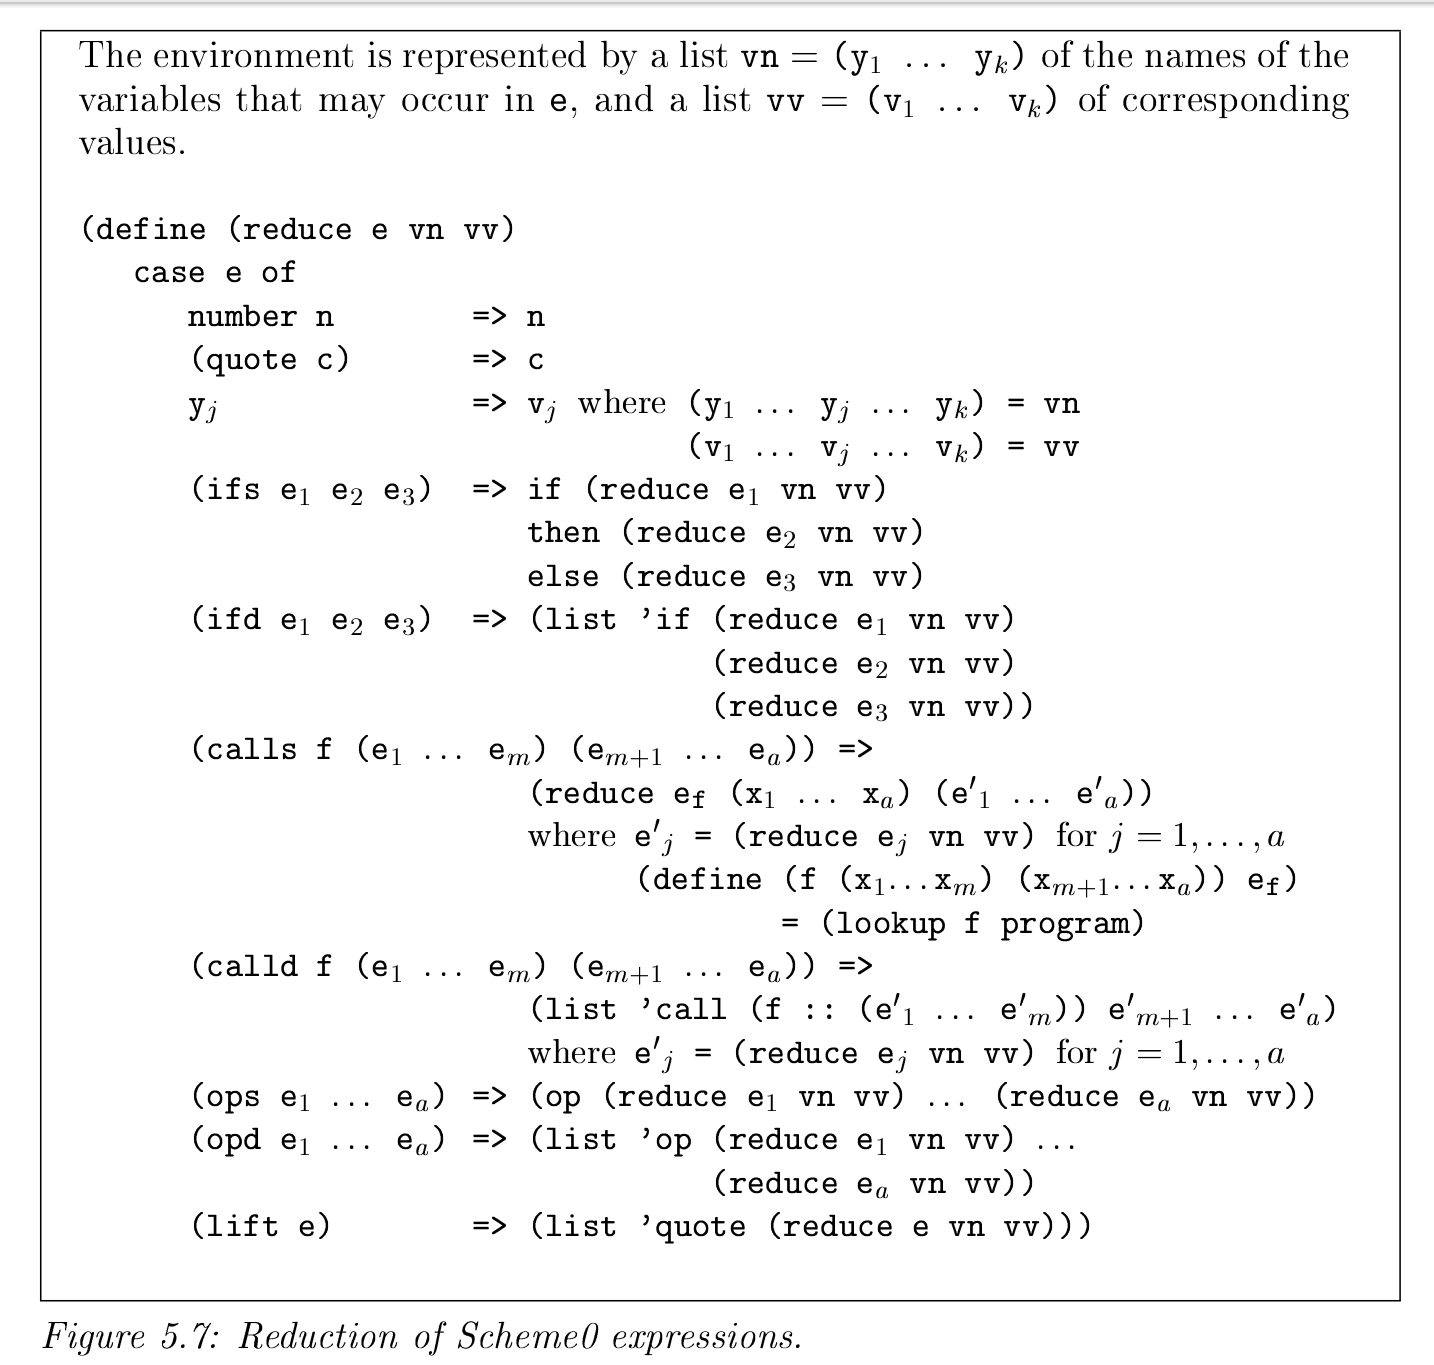 The environment is represented by a list vn = (y₁ ... yₖ) of the names of the
variables that may occur in e, and a list vv = (v₁ ... vₖ) of corresponding
values.
(define (reduce e vn vv)
   case e of
      number n       => n
      (quote c)      => c
      yⱼ             => vⱼ where (y₁ ... yⱼ ... yₖ) = vn
                                 (v₁ ... vⱼ ... vₖ) = vv
      (ifs e₁ e₂ e₃) => if (reduce e₁ vn vv)
                        then (reduce e₂ vn vv)
                        else (reduce e₃ vn vv)
      (ifd e₁ e₂ e₃) => (list 'if (reduce e₁ vn vv)
                                  (reduce e₂ vn vv)
                                  (reduce e₃ vn vv))
      (calls f (e₁ ... eₘ) (eₘ₊₁ ... eₐ)) =>
                        (reduce e_f (x₁ ... xₐ) (e′₁ ... e′ₐ))
                        where e′ⱼ = (reduce eⱼ vn vv) for j = 1,...,a
                              (define (f (x₁...xₘ) (xₘ₊₁...xₐ)) e_f)
                                      = (lookup f program)
      (calld f (e₁ ... eₘ) (eₘ₊₁ ... eₐ)) =>
                        (list 'call (f :: (e′₁ ... e′ₘ)) e′ₘ₊₁ ... e′ₐ)
                        where e′ⱼ = (reduce eⱼ vn vv) for j = 1,...,a
      (ops e₁ ... eₐ) => (op (reduce e₁ vn vv) ... (reduce eₐ vn vv))
      (opd e₁ ... eₐ) => (list 'op (reduce e₁ vn vv) ...
                                  (reduce eₐ vn vv))
      (lift e)       => (list 'quote (reduce e vn vv)))
Figure 5.7: Reduction of Scheme0 expressions.